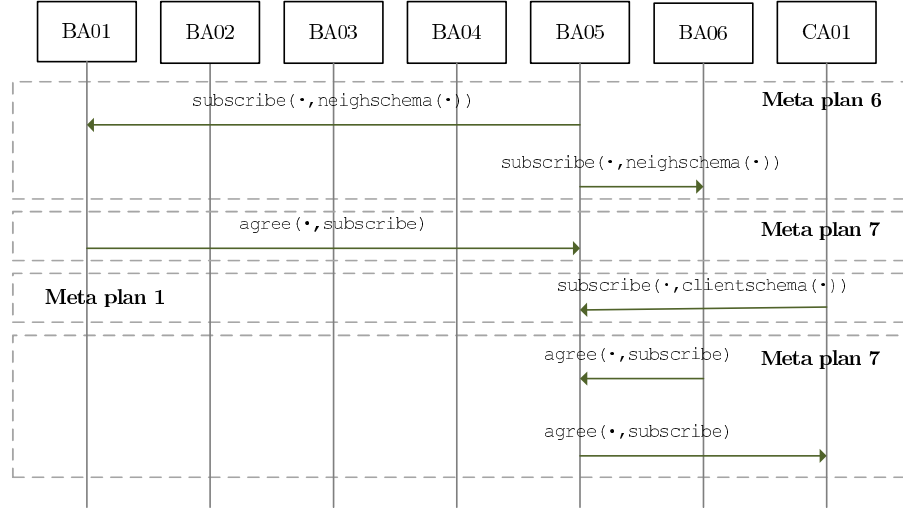 BA01 BA02 BA03 BA04 BA05 BA06 CA01
subscribe(·,neighschema(·))
Meta plan 6
subscribe(·,neighschema(·))
agree(·,subscribe)
Meta plan 7
subscribe(·,clientschema(·))
Meta plan 1
agree(·,subscribe)
Meta plan 7
agree(·,subscribe)